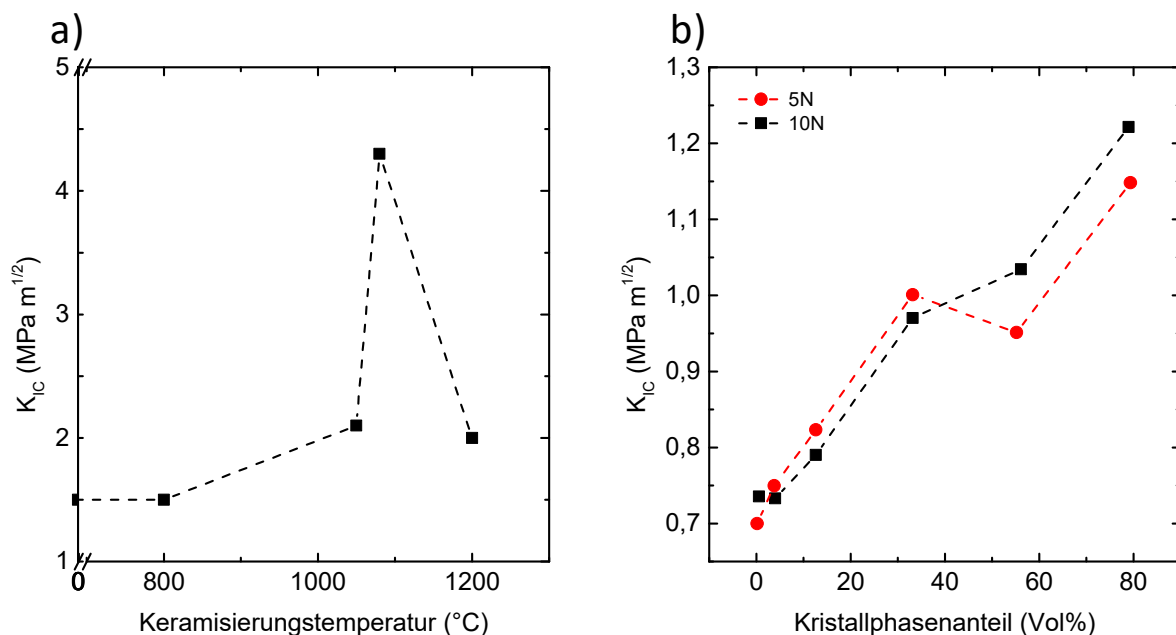 a)
5
4
3
2
1
K_IC (MPa m^1/2)
0
800
1000
1200
Keramisierungstemperatur (°C)
b)
1,3
1,2
1,1
1,0
0,9
0,8
0,7
K_IC (MPa m^1/2)
5N
10N
0
20
40
60
80
Kristallphasenanteil (Vol%)